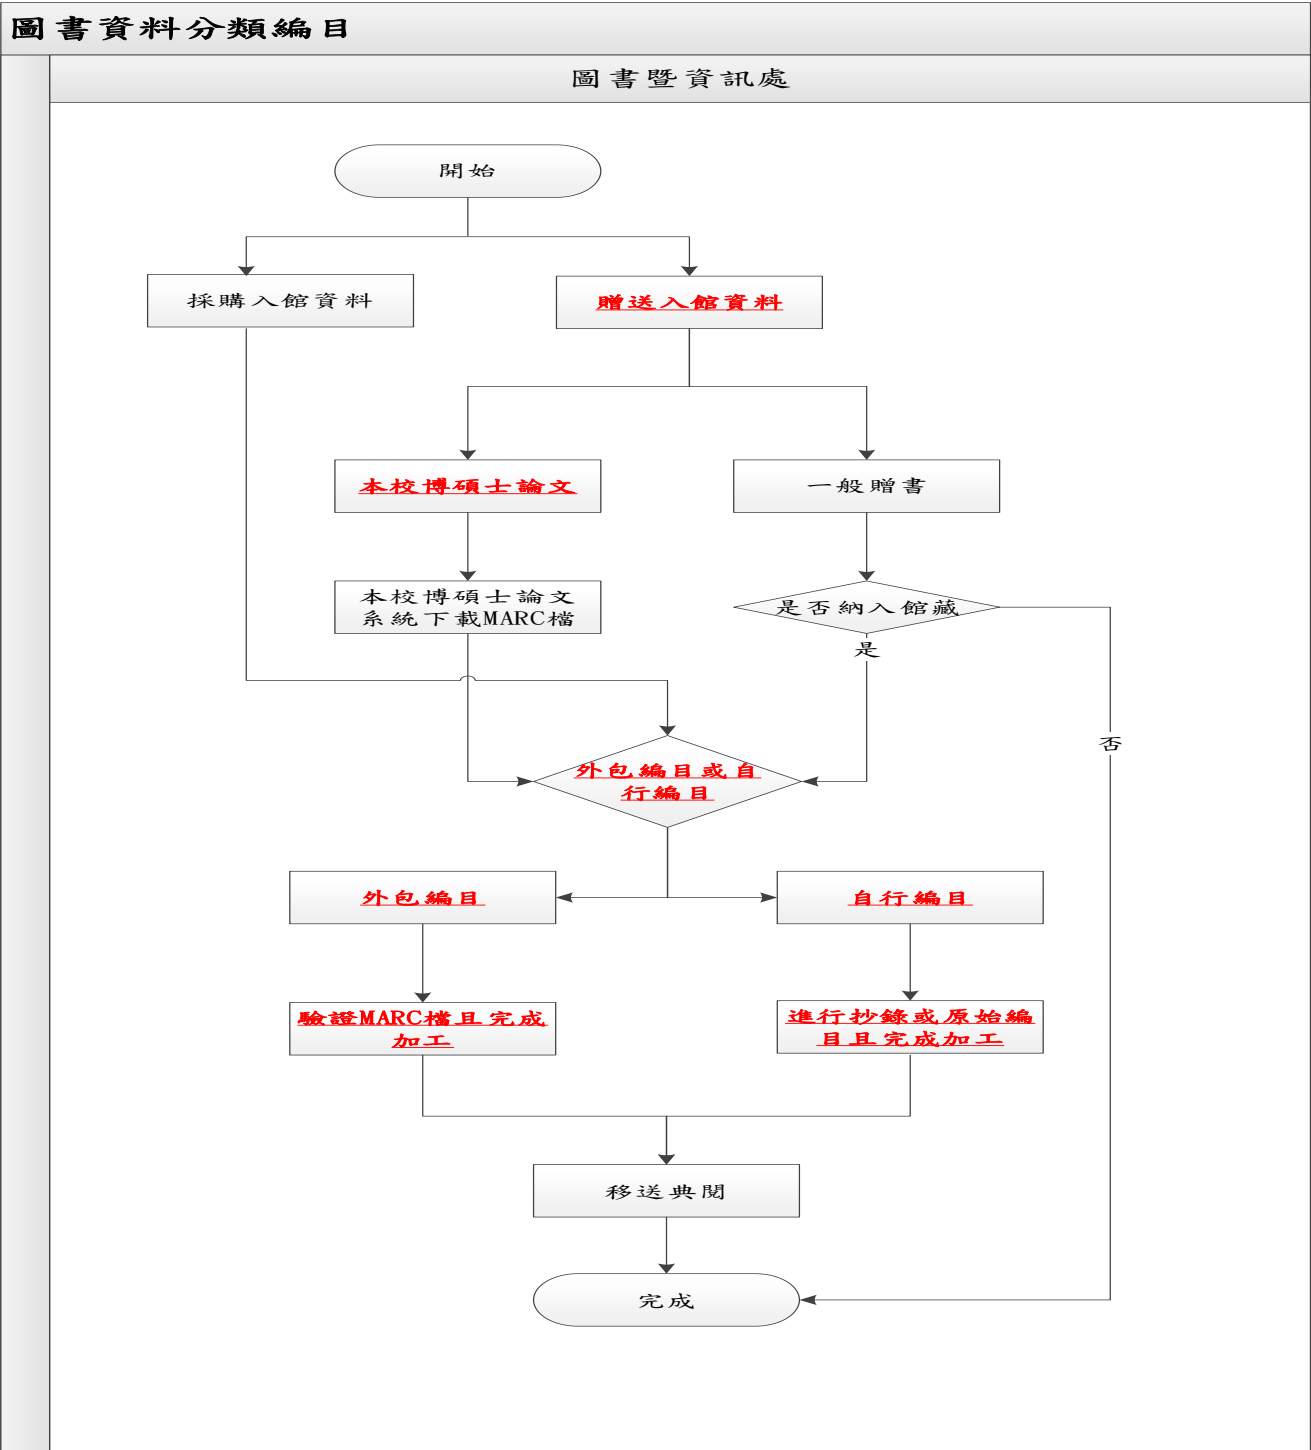 圖書資料分類編目
圖書暨資訊處
開始
採購入館資料
贈送入館資料
本校博碩士論文
一般贈書
本校博碩士論文
系統下載MARC檔
是否納入館藏
是
否
外包編目或自
行編目
外包編目
自行編目
驗證MARC檔且完成
加工
進行抄錄或原始編
目且完成加工
移送典閱
完成